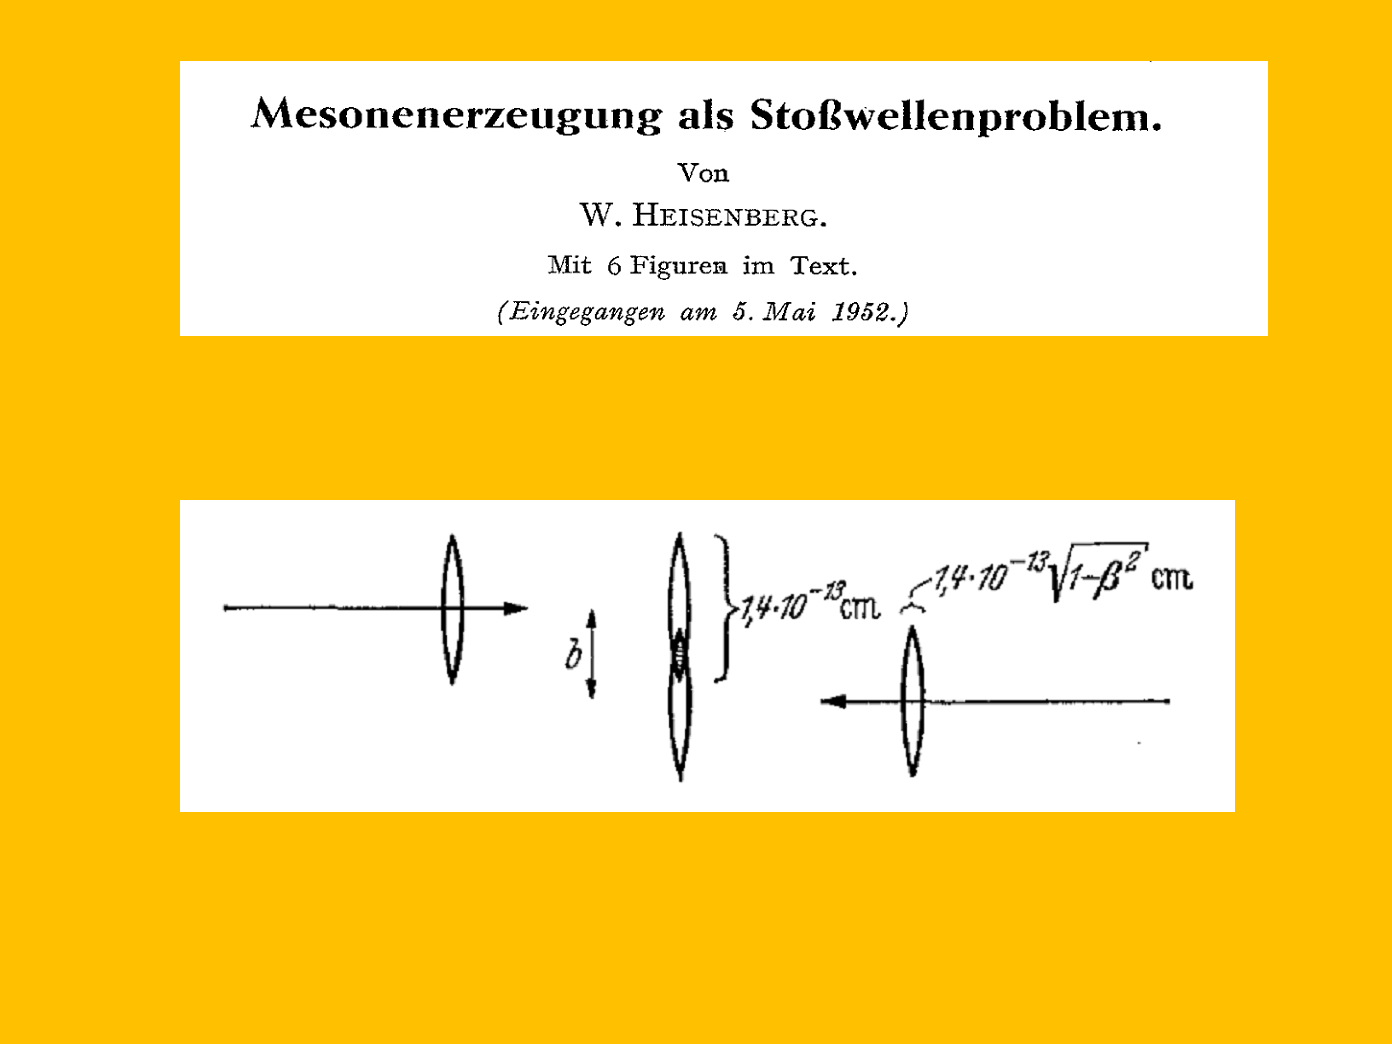 Mesonenerzeugung als Stoßwellenproblem.
Von
W. HEISENBERG.
Mit 6 Figuren im Text.
(Eingegangen am 5. Mai 1952.)
1,4·10⁻¹³√1-β² cm
1,4·10⁻¹³cm
b